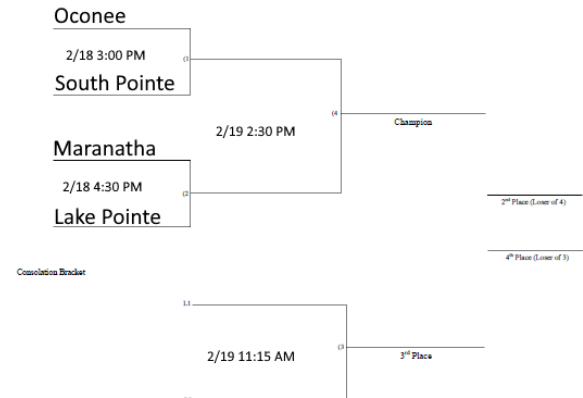 Oconee
2/18 3:00 PM
(1
South Pointe
2/19 2:30 PM
(4
Champion
Maranatha
2/18 4:30 PM
(2
Lake Pointe
2nd Place (Loser of 4)
4th Place (Loser of 3)
Consolation Bracket
L1
2/19 11:15 AM
(3
3rd Place